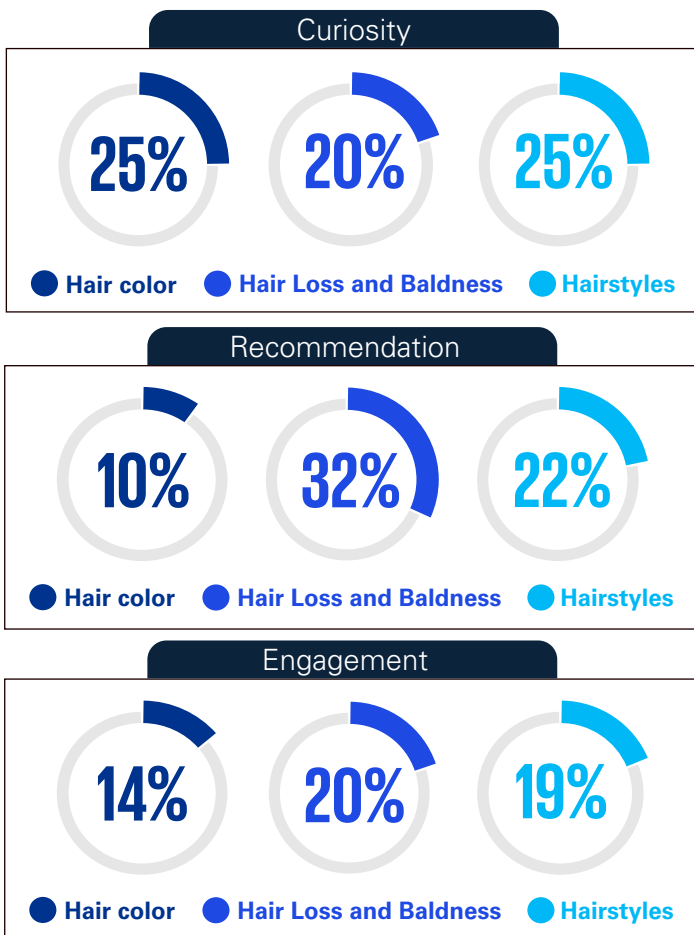 Curiosity
25% 20% 25%
Hair color Hair Loss and Baldness Hairstyles
Recommendation
10% 32% 22%
Hair color Hair Loss and Baldness Hairstyles
Engagement
14% 20% 19%
Hair color Hair Loss and Baldness Hairstyles